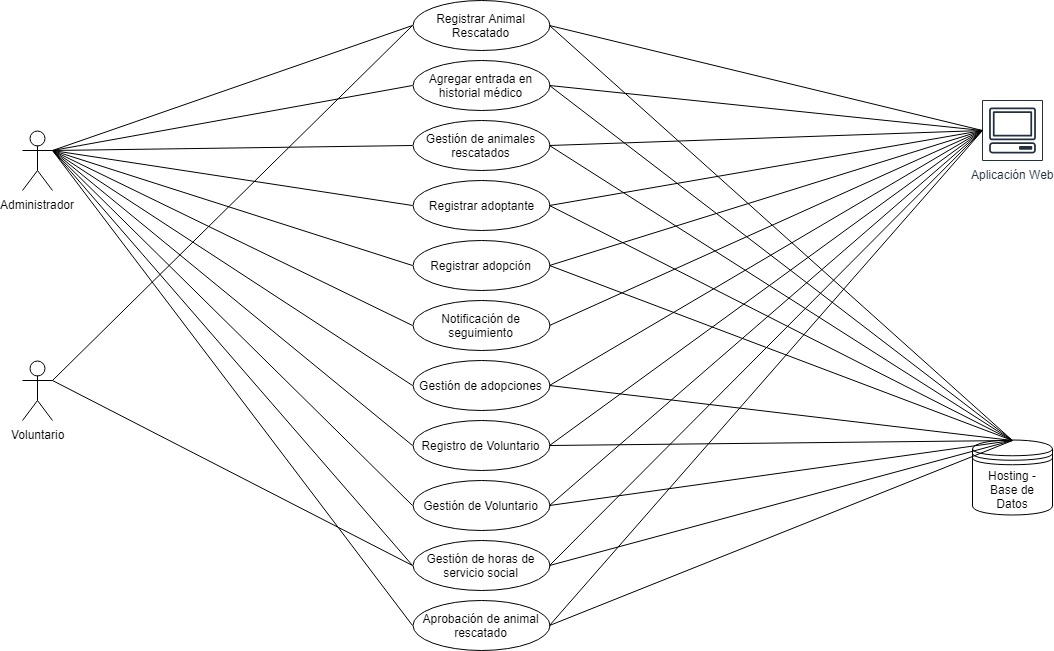 Registrar Animal
Rescatado
Agregar entrada en
historial médico
Gestión de animales
rescatados
Aplicación Web
Administrador
Registrar adoptante
Registrar adopción
Notificación de
seguimiento
Gestión de adopciones
Voluntario
Registro de Voluntario
Hosting -
Base de
Datos
Gestión de Voluntario
Gestión de horas de
servicio social
Aprobación de animal
rescatado